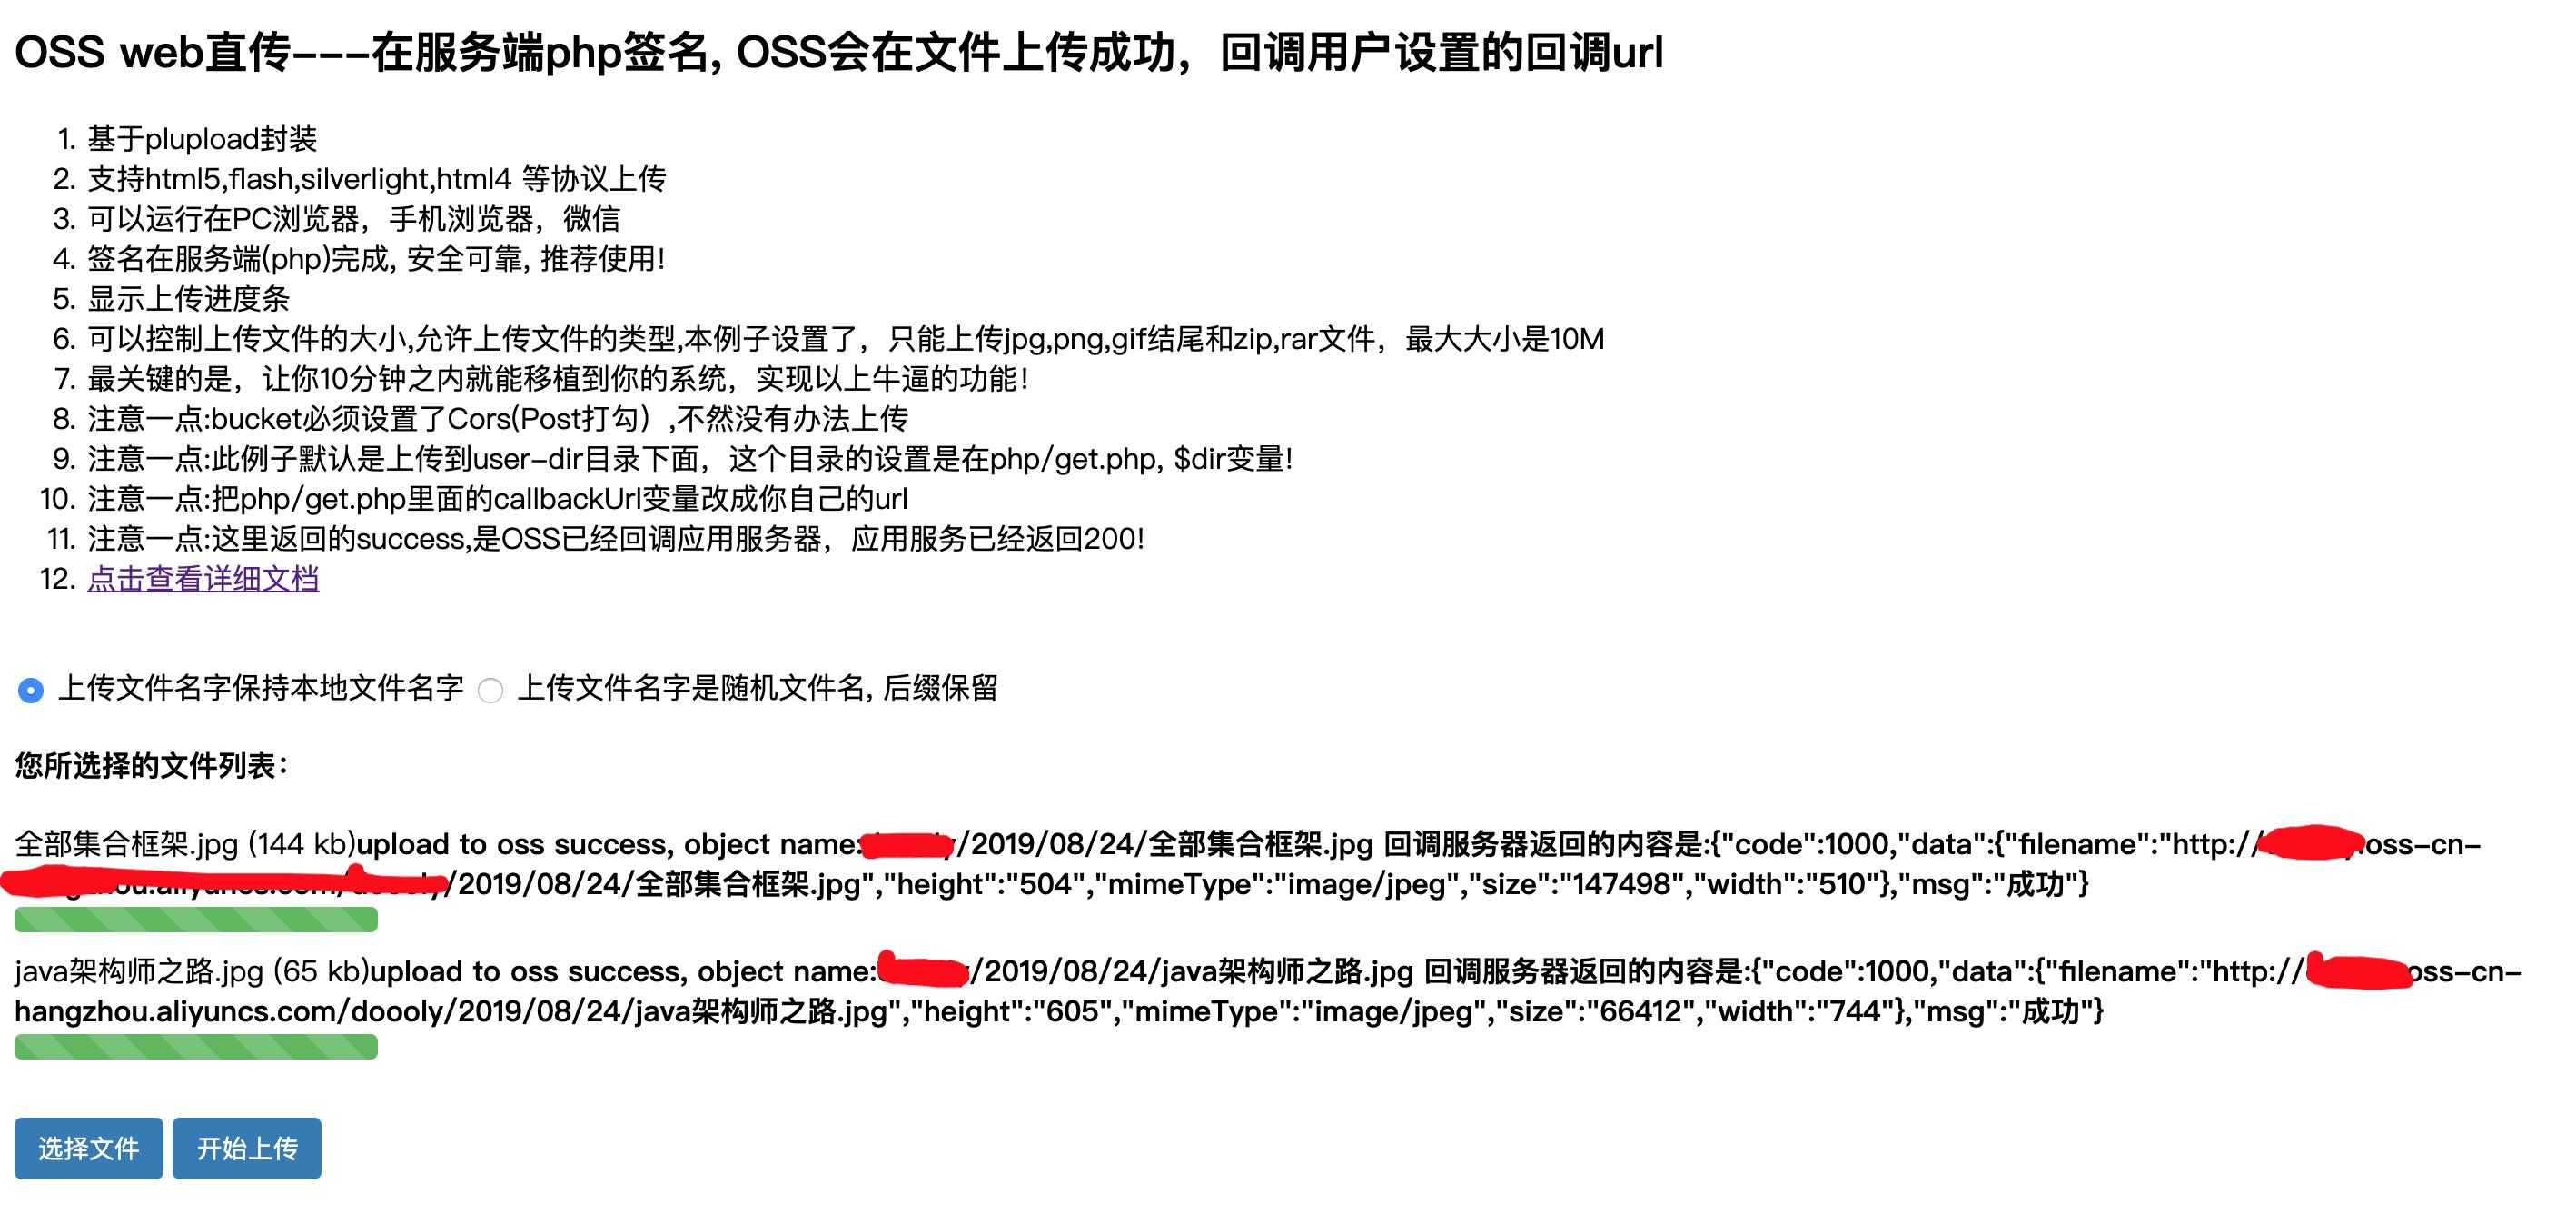 OSS web直传---在服务端php签名, OSS会在文件上传成功，回调用户设置的回调url
1. 基于plupload封装
2. 支持html5,flash,silverlight,html4 等协议上传
3. 可以运行在PC浏览器，手机浏览器，微信
4. 签名在服务端(php)完成, 安全可靠, 推荐使用!
5. 显示上传进度条
6. 可以控制上传文件的大小,允许上传文件的类型,本例子设置了，只能上传jpg,png,gif结尾和zip,rar文件，最大大小是10M
7. 最关键的是，让你10分钟之内就能移植到你的系统，实现以上牛逼的功能！
8. 注意一点:bucket必须设置了Cors(Post打勾）,不然没有办法上传
9. 注意一点:此例子默认是上传到user-dir目录下面，这个目录的设置是在php/get.php, $dir变量!
10. 注意一点:把php/get.php里面的callbackUrl变量改成你自己的url
11. 注意一点:这里返回的success,是OSS已经回调应用服务器，应用服务已经返回200!
12. 点击查看详细文档
上传文件名字保持本地文件名字 上传文件名字是随机文件名, 后缀保留
您所选择的文件列表：
全部集合框架.jpg (144 kb)upload to oss success, object name:/2019/08/24/全部集合框架.jpg 回调服务器返回的内容是:{"code":1000,"data":{"filename":"http://oss-cn-
/2019/08/24/全部集合框架.jpg","height":"504","mimeType":"image/jpeg","size":"147498","width":"510"},"msg":"成功"}
java架构师之路.jpg (65 kb)upload to oss success, object name:/2019/08/24/java架构师之路.jpg 回调服务器返回的内容是:{"code":1000,"data":{"filename":"http://oss-cn-
hangzhou.aliyuncs.com/doooly/2019/08/24/java架构师之路.jpg","height":"605","mimeType":"image/jpeg","size":"66412","width":"744"},"msg":"成功"}
选择文件 开始上传